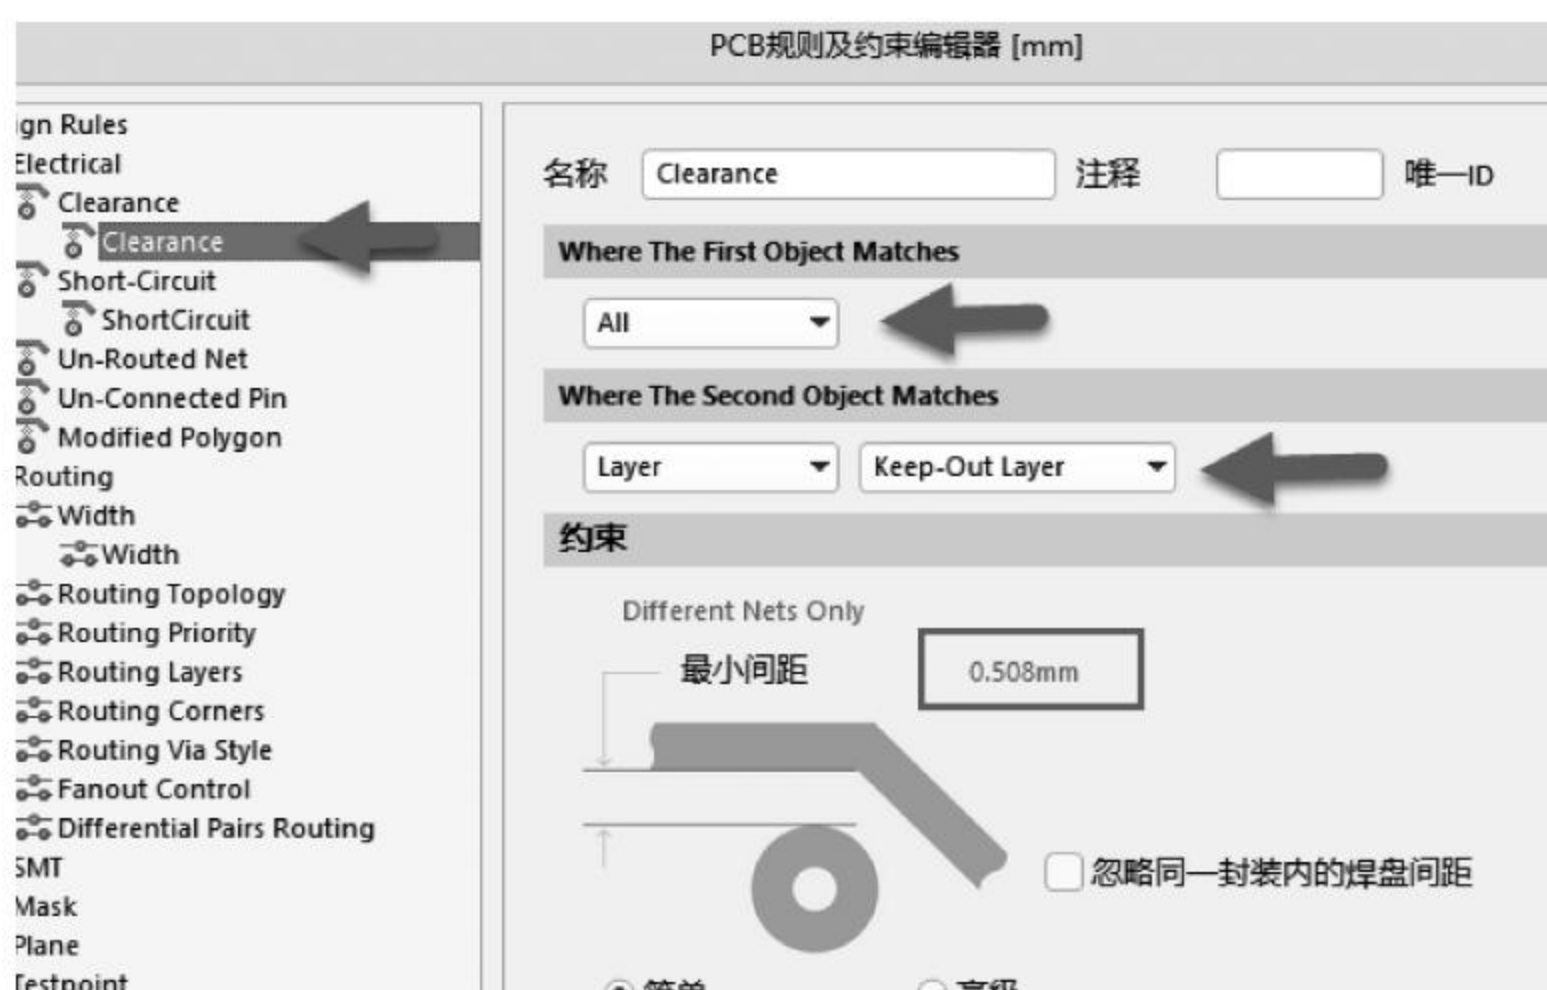 PCB规则及约束编辑器 [mm]
ign Rules
Electrical
Clearance
Clearance
Short-Circuit
ShortCircuit
Un-Routed Net
Un-Connected Pin
Modified Polygon
Routing
Width
Width
Routing Topology
Routing Priority
Routing Layers
Routing Corners
Routing Via Style
Fanout Control
Differential Pairs Routing
SMT
Mask
Plane
Testpoint
名称 Clearance 注释 唯一ID
Where The First Object Matches
All
Where The Second Object Matches
Layer Keep-Out Layer
约束
Different Nets Only
最小间距 0.508mm
忽略同一封装内的焊盘间距
简单 高级